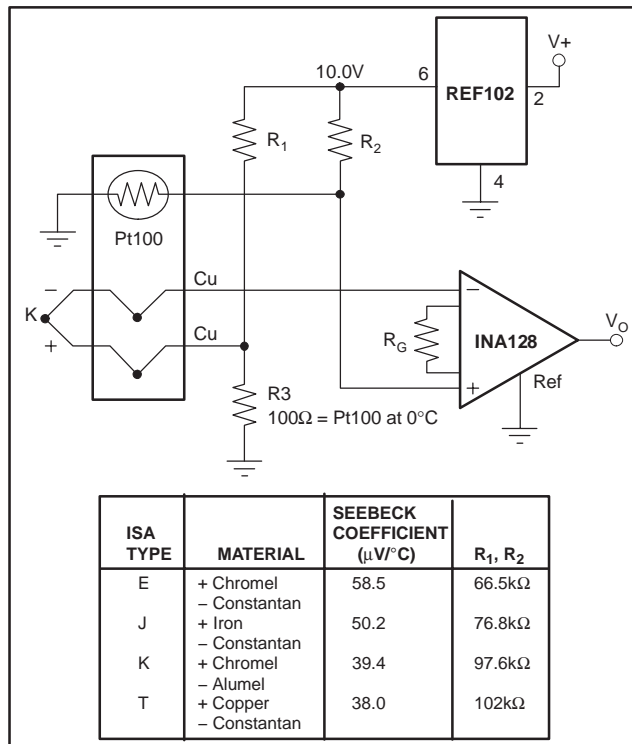 V+
10.0V
6
REF102
2
R1
R2
4
Pt100
Cu
−
K
Cu
+
−
RG
INA128
VO
+
Ref
R3
100Ω = Pt100 at 0°C
ISA TYPE
MATERIAL
SEEBECK COEFFICIENT (μV/°C)
R1, R2
E
+ Chromel
− Constantan
58.5
66.5kΩ
J
+ Iron
− Constantan
50.2
76.8kΩ
K
+ Chromel
− Alumel
39.4
97.6kΩ
T
+ Copper
− Constantan
38.0
102kΩ